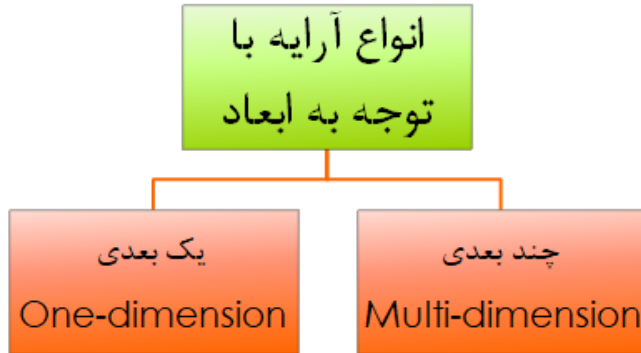 انواع آرایه با
توجه به ابعاد
چند بعدی
Multi-dimension
یک بعدی
One-dimension